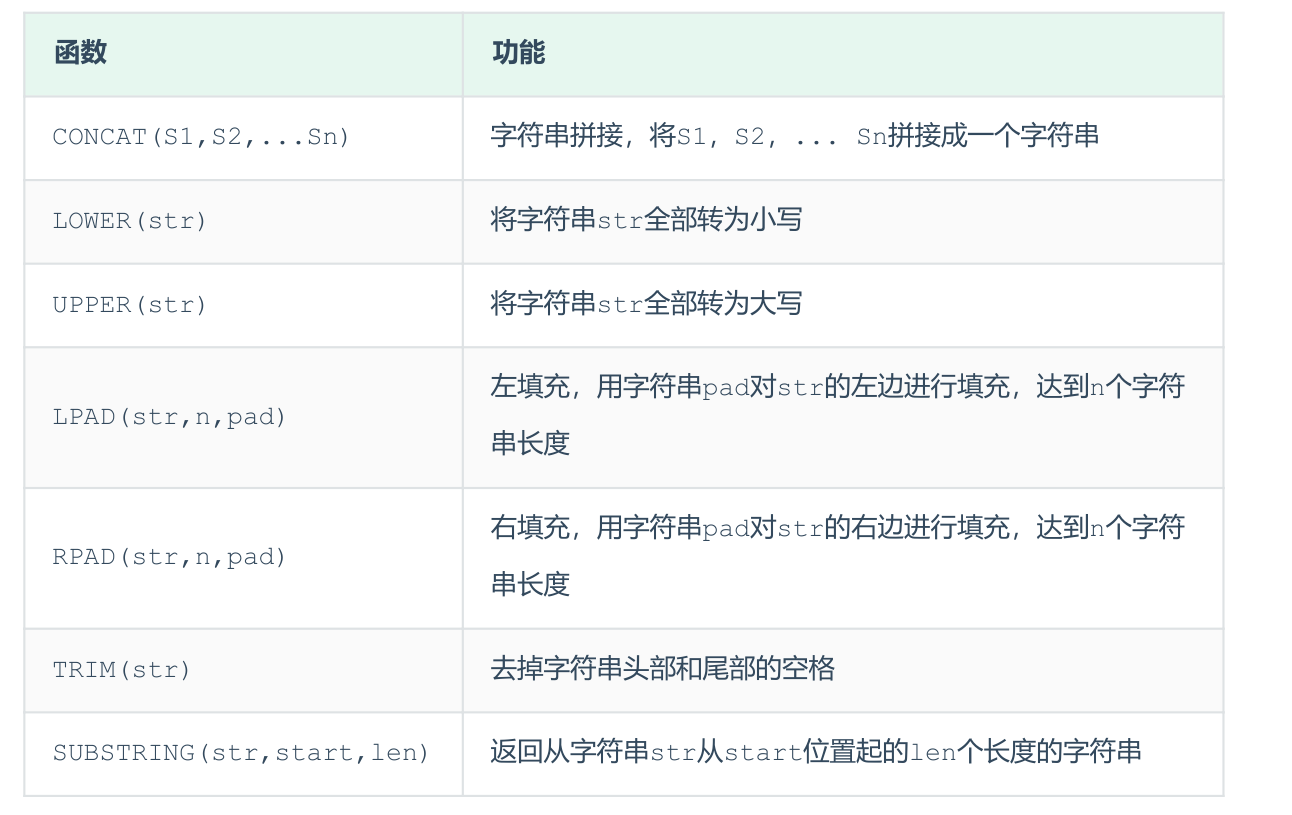 函数 功能
CONCAT(S1,S2,...Sn) 字符串拼接，将S1，S2，... Sn拼接成一个字符串
LOWER(str) 将字符串str全部转为小写
UPPER(str) 将字符串str全部转为大写
LPAD(str,n,pad) 左填充，用字符串pad对str的左边进行填充，达到n个字符
串长度
RPAD(str,n,pad) 右填充，用字符串pad对str的右边进行填充，达到n个字符
串长度
TRIM(str) 去掉字符串头部和尾部的空格
SUBSTRING(str,start,len) 返回从字符串str从start位置起的len个长度的字符串